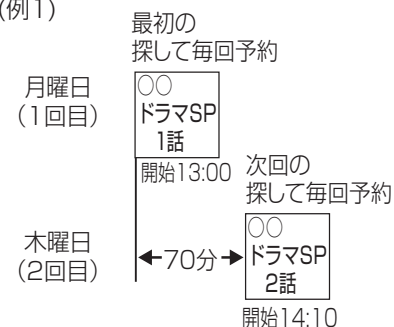 (例1)
最初の
探して毎回予約
月曜日
(1回目)
○○
ドラマSP
1話
開始13:00
次回の
探して毎回予約
木曜日
(2回目)
70分
○○
ドラマSP
2話
開始14:10